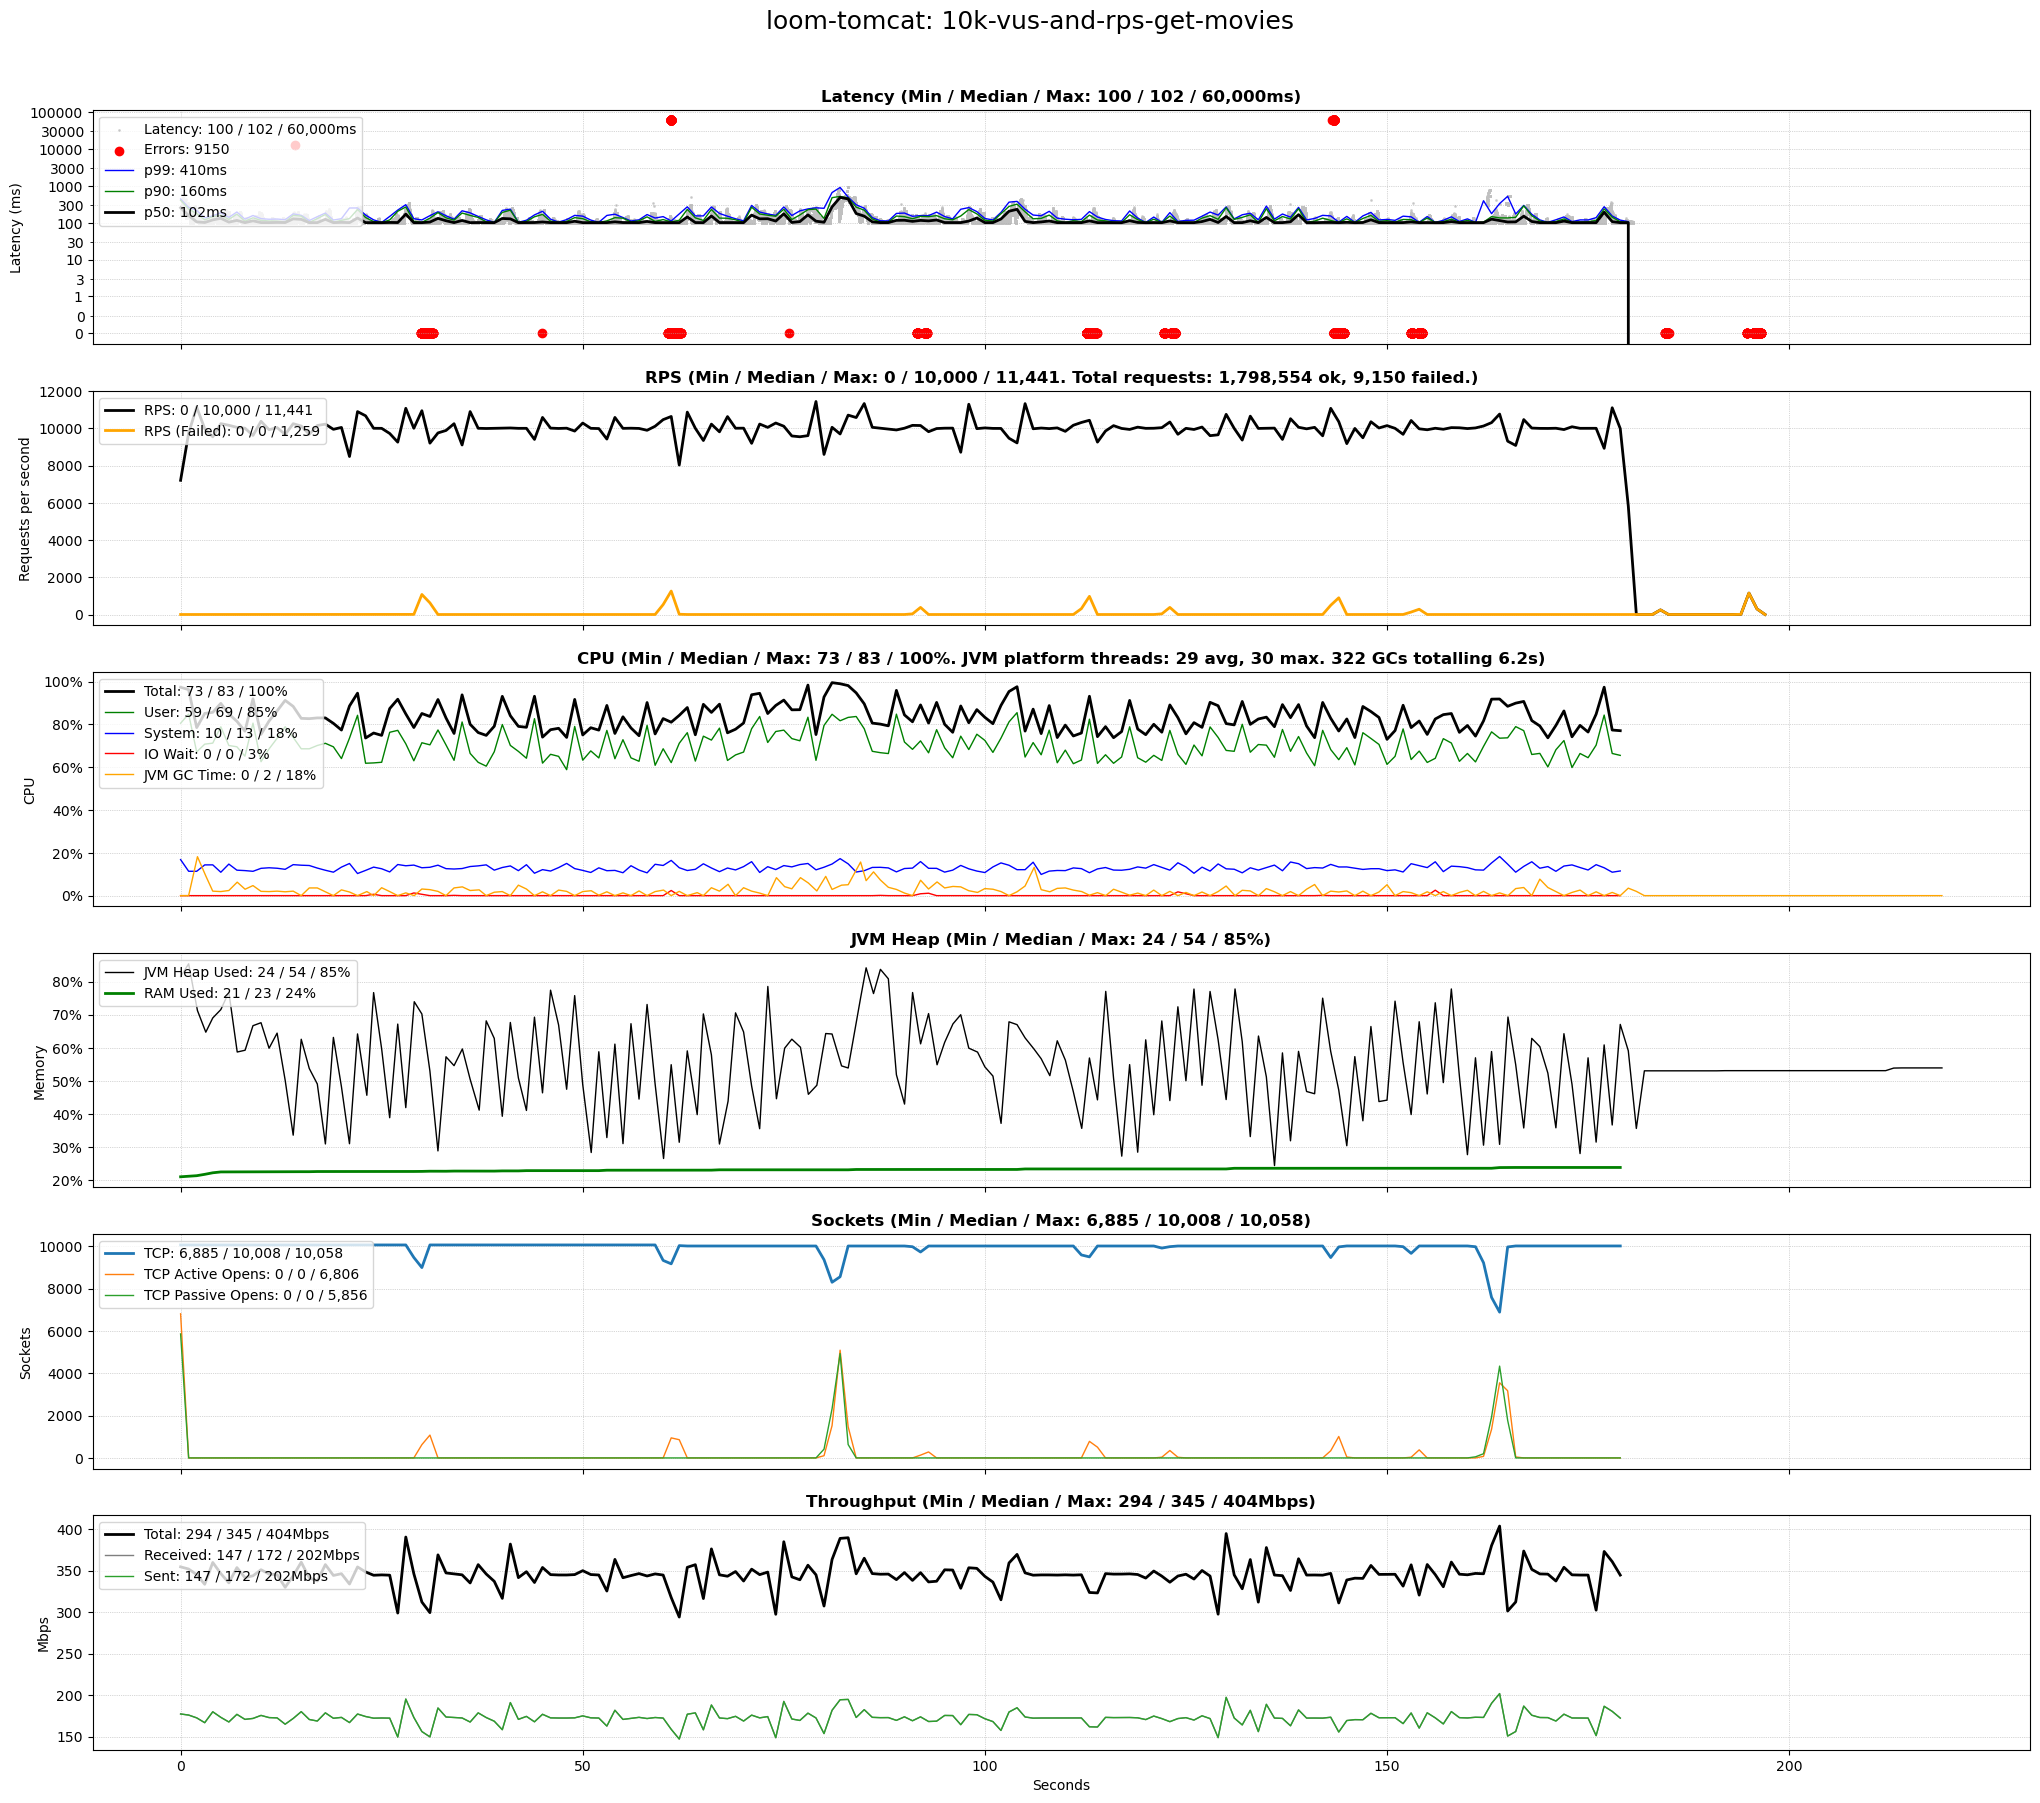 loom-tomcat: 10k-vus-and-rps-get-movies
Latency (Min / Median / Max: 100 / 102 / 60,000ms)
Latency (ms)
100000
30000
10000
3000
1000
300
100
30
10
3
1
0
0
Latency: 100 / 102 / 60,000ms
Errors: 9150
p99: 410ms
p90: 160ms
p50: 102ms
RPS (Min / Median / Max: 0 / 10,000 / 11,441. Total requests: 1,798,554 ok, 9,150 failed.)
Requests per second
12000
10000
8000
6000
4000
2000
0
RPS: 0 / 10,000 / 11,441
RPS (Failed): 0 / 0 / 1,259
CPU (Min / Median / Max: 73 / 83 / 100%. JVM platform threads: 29 avg, 30 max. 322 GCs totalling 6.2s)
CPU
100%
80%
60%
40%
20%
0%
Total: 73 / 83 / 100%
User: 59 / 69 / 85%
System: 10 / 13 / 18%
IO Wait: 0 / 0 / 3%
JVM GC Time: 0 / 2 / 18%
JVM Heap (Min / Median / Max: 24 / 54 / 85%)
Memory
80%
70%
60%
50%
40%
30%
20%
JVM Heap Used: 24 / 54 / 85%
RAM Used: 21 / 23 / 24%
Sockets (Min / Median / Max: 6,885 / 10,008 / 10,058)
Sockets
10000
8000
6000
4000
2000
0
TCP: 6,885 / 10,008 / 10,058
TCP Active Opens: 0 / 0 / 6,806
TCP Passive Opens: 0 / 0 / 5,856
Throughput (Min / Median / Max: 294 / 345 / 404Mbps)
Mbps
400
350
300
250
200
150
Total: 294 / 345 / 404Mbps
Received: 147 / 172 / 202Mbps
Sent: 147 / 172 / 202Mbps
0
50
100
150
200
Seconds